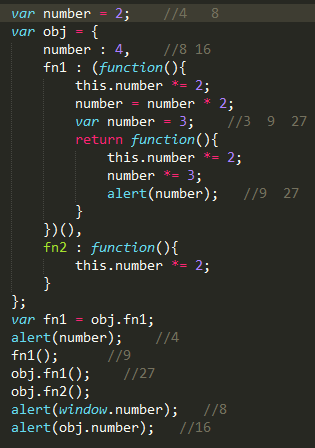 var number = 2;    //4   8
var obj = {
    number : 4,    //8 16
    fn1 : (function(){
        this.number *= 2;
        number = number * 2;
        var number = 3;    //3  9  27
        return function(){
            this.number *= 2;
            number *= 3;
            alert(number);   //9  27
        }
    })(),
    fn2 : function(){
        this.number *= 2;
    }
};
var fn1 = obj.fn1;
alert(number);    //4
fn1();      //9
obj.fn1();    //27
obj.fn2();
alert(window.number);   //8
alert(obj.number);   //16